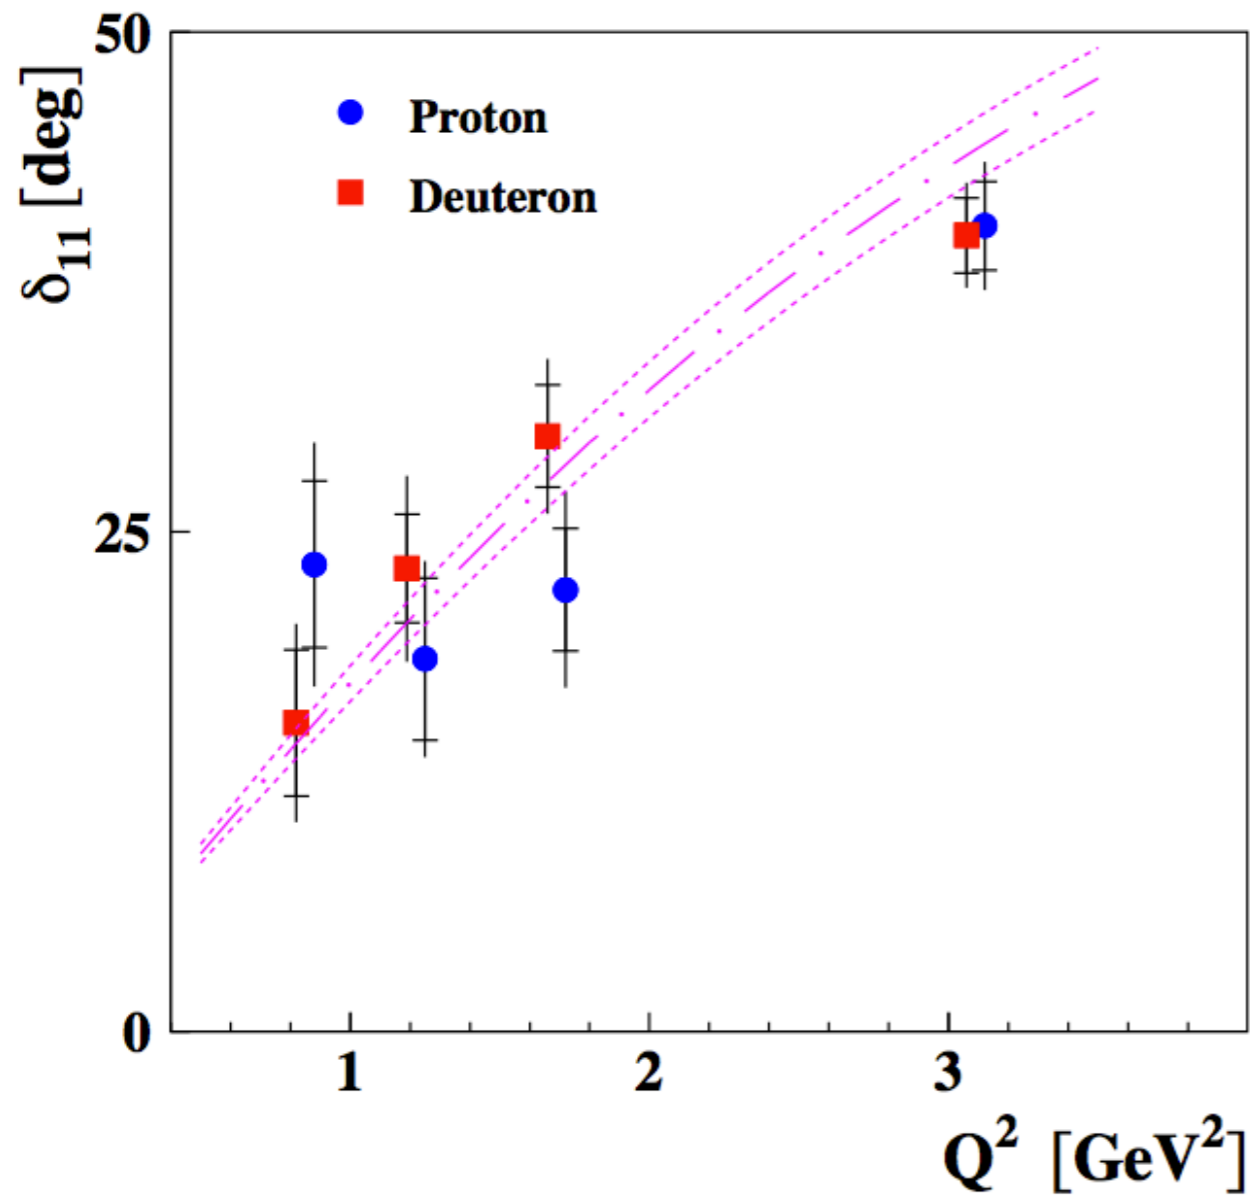 50
δ₁₁ [deg]
Proton
Deuteron
25
0
1 2 3
Q² [GeV²]